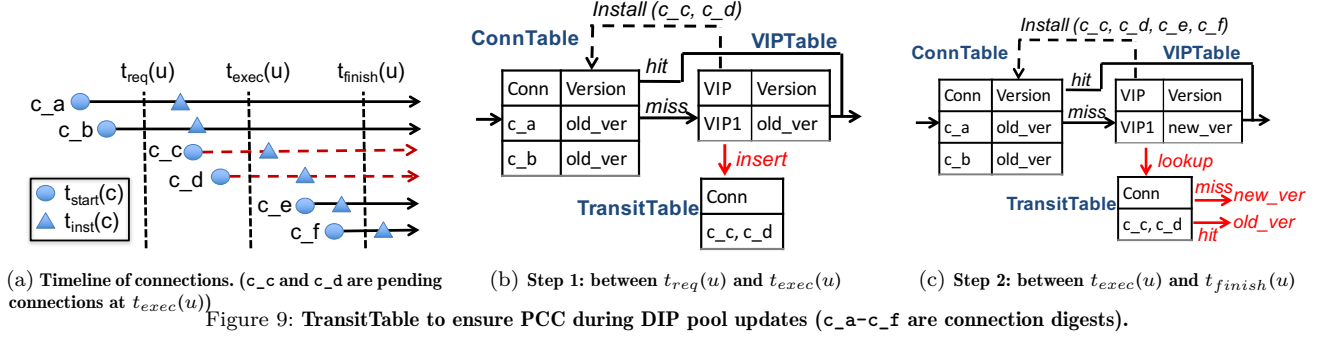 t_req(u)
t_exec(u)
t_finish(u)
c_a
c_b
c_c
c_d
c_e
c_f
t_start(c)
t_inst(c)
(a) Timeline of connections. (c_c and c_d are pending
connections at t_exec(u))
Install (c_c, c_d)
ConnTable
VIPTable
hit
Conn Version
c_a old_ver
c_b old_ver
miss
VIP Version
VIP1 old_ver
insert
TransitTable
Conn
c_c, c_d
(b) Step 1: between t_req(u) and t_exec(u)
Install (c_c, c_d, c_e, c_f)
ConnTable
VIPTable
hit
Conn Version
c_a old_ver
c_b old_ver
miss
VIP Version
VIP1 new_ver
lookup
TransitTable
Conn
c_c, c_d
miss
new_ver
hit
old_ver
(c) Step 2: between t_exec(u) and t_finish(u)
Figure 9: TransitTable to ensure PCC during DIP pool updates (c_a-c_f are connection digests).